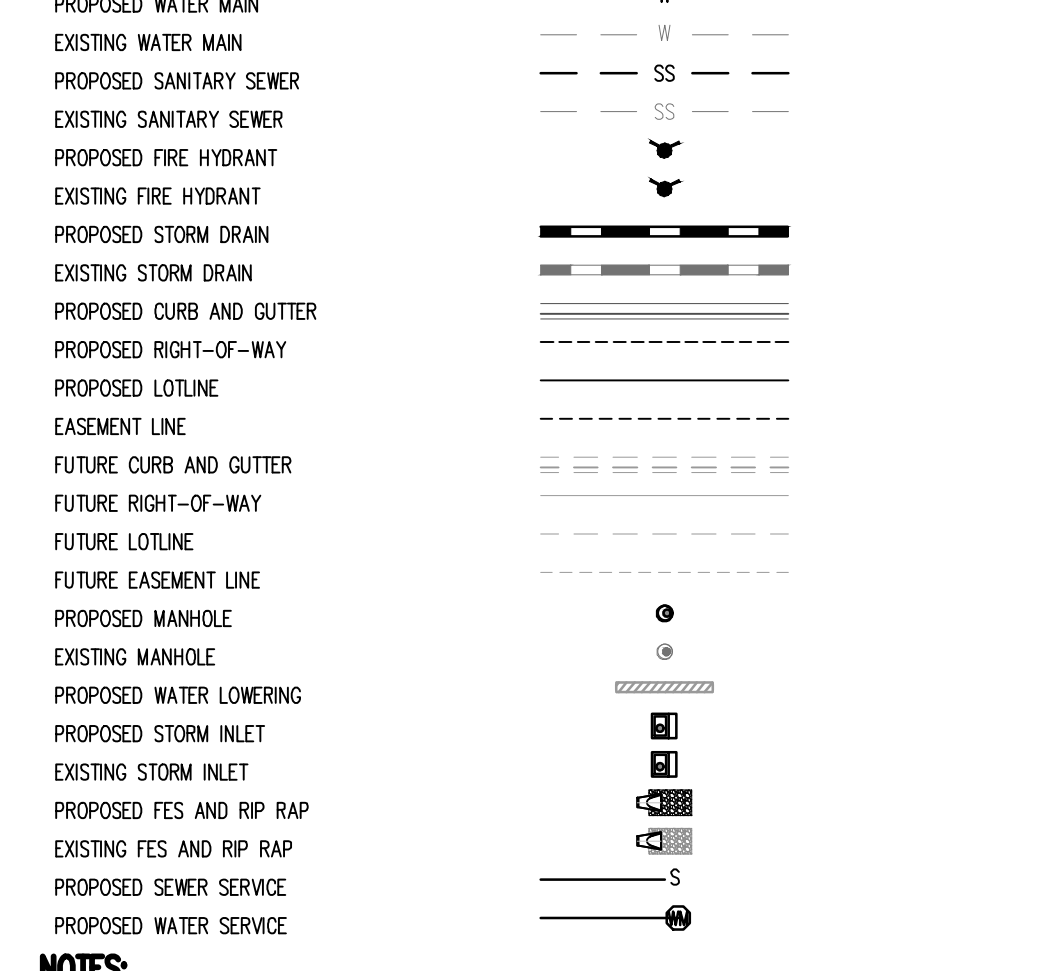 PROPOSED WATER MAIN W
EXISTING WATER MAIN W
PROPOSED SANITARY SEWER SS
EXISTING SANITARY SEWER SS
PROPOSED FIRE HYDRANT
EXISTING FIRE HYDRANT
PROPOSED STORM DRAIN
EXISTING STORM DRAIN
PROPOSED CURB AND GUTTER
PROPOSED RIGHT-OF-WAY
PROPOSED LOTLINE
EASEMENT LINE
FUTURE CURB AND GUTTER
FUTURE RIGHT-OF-WAY
FUTURE LOTLINE
FUTURE EASEMENT LINE
PROPOSED MANHOLE
EXISTING MANHOLE
PROPOSED WATER LOWERING
PROPOSED STORM INLET
EXISTING STORM INLET
PROPOSED FES AND RIP RAP
EXISTING FES AND RIP RAP
PROPOSED SEWER SERVICE S
PROPOSED WATER SERVICE WM
NOTES: